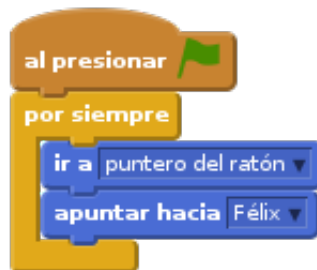 al presionar
por siempre
ir a puntero del ratón
apuntar hacia Félix